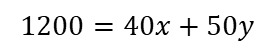 1200 = 40𝑥 + 50𝑦